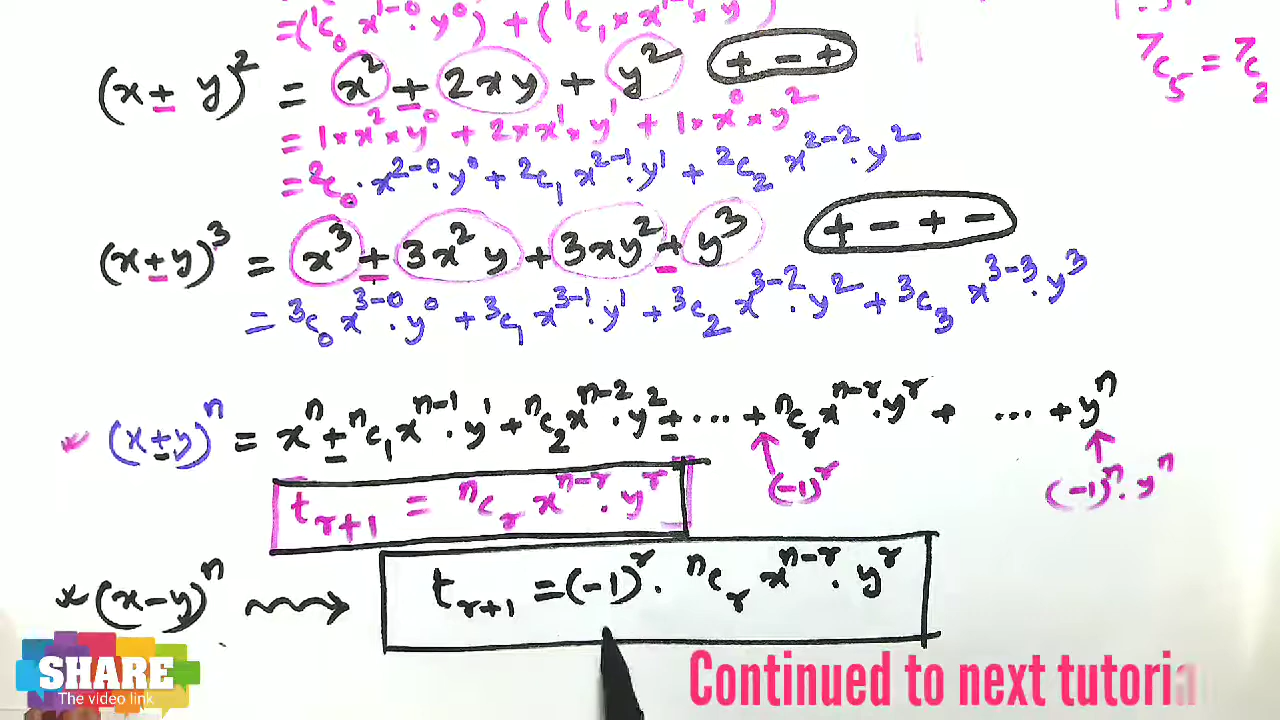 =(¹C₀ x¹⁻⁰·y⁰) + (¹C₁ x x¹⁻¹ x y¹)
⁷C₅ = ⁷C₂
(x ± y)² = x² ± 2xy + y² + − +
= 1×x²×y⁰ + 2×x¹×y¹ + 1×x⁰×y²
= ²C₀·x²⁻⁰·y⁰ + ²C₁ x²⁻¹·y¹ + ²C₂ x²⁻²·y²
(x±y)³ = x³ ± 3x²y + 3xy² ± y³ + − + −
= ³C₀ x³⁻⁰·y⁰ + ³C₁ x³⁻¹·y¹ + ³C₂ x³⁻²·y² + ³C₃ x³⁻³·y³
(x±y)ⁿ = xⁿ ± ⁿC₁ xⁿ⁻¹·y¹ + ⁿC₂ xⁿ⁻²·y² ± ... + ⁿCᵣ xⁿ⁻ʳ·yʳ + ... + yⁿ
(-1)ʳ (-1)ⁿ·yⁿ
tᵣ₊₁ = ⁿCᵣ xⁿ⁻ʳ·yʳ
*(x−y)ⁿ tᵣ₊₁ = (-1)ʳ · ⁿCᵣ xⁿ⁻ʳ·yʳ
SHARE
The video link
Continued to next tutoria